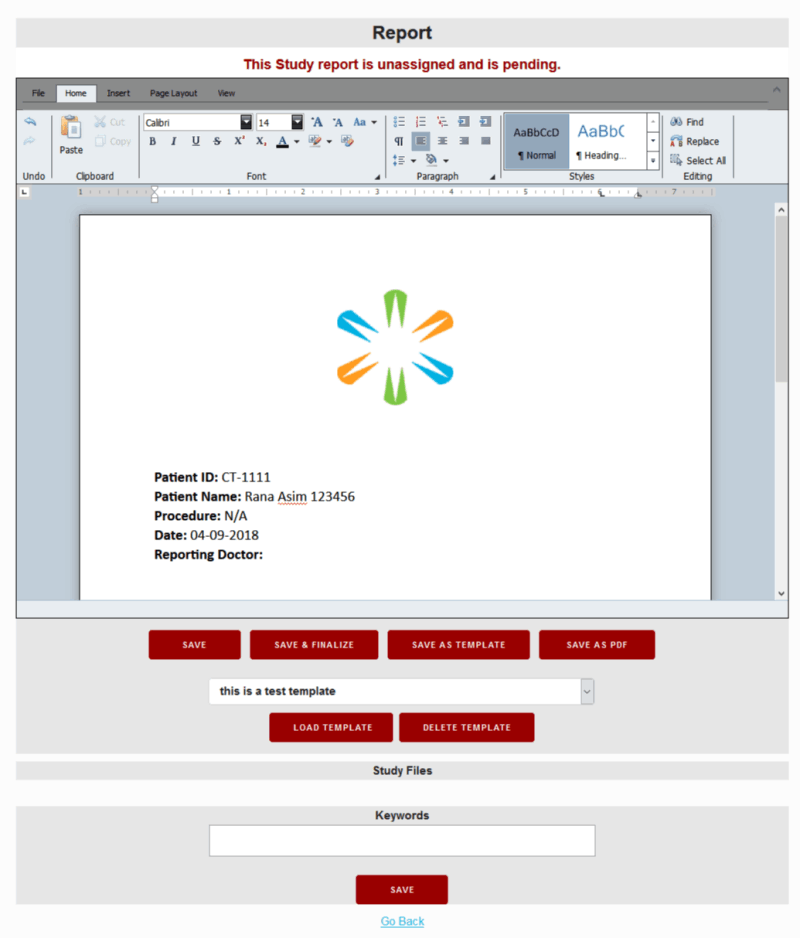 Report
This Study report is unassigned and is pending.
File Home Insert Page Layout View
Calibri 14 A A Aa Find
Cut AaBbCcD AaBb(
Paste Copy B I U S X X A ¶ Replace
¶ Normal ¶ Heading... Select All
Undo Clipboard Font Paragraph Styles Editing
L 1 1 2 3 4 5 6 7
Patient ID: CT-1111
Patient Name: Rana Asim 123456
Procedure: N/A
Date: 04-09-2018
Reporting Doctor:
SAVE SAVE & FINALIZE SAVE AS TEMPLATE SAVE AS PDF
this is a test template
LOAD TEMPLATE DELETE TEMPLATE
Study Files
Keywords
SAVE
Go Back